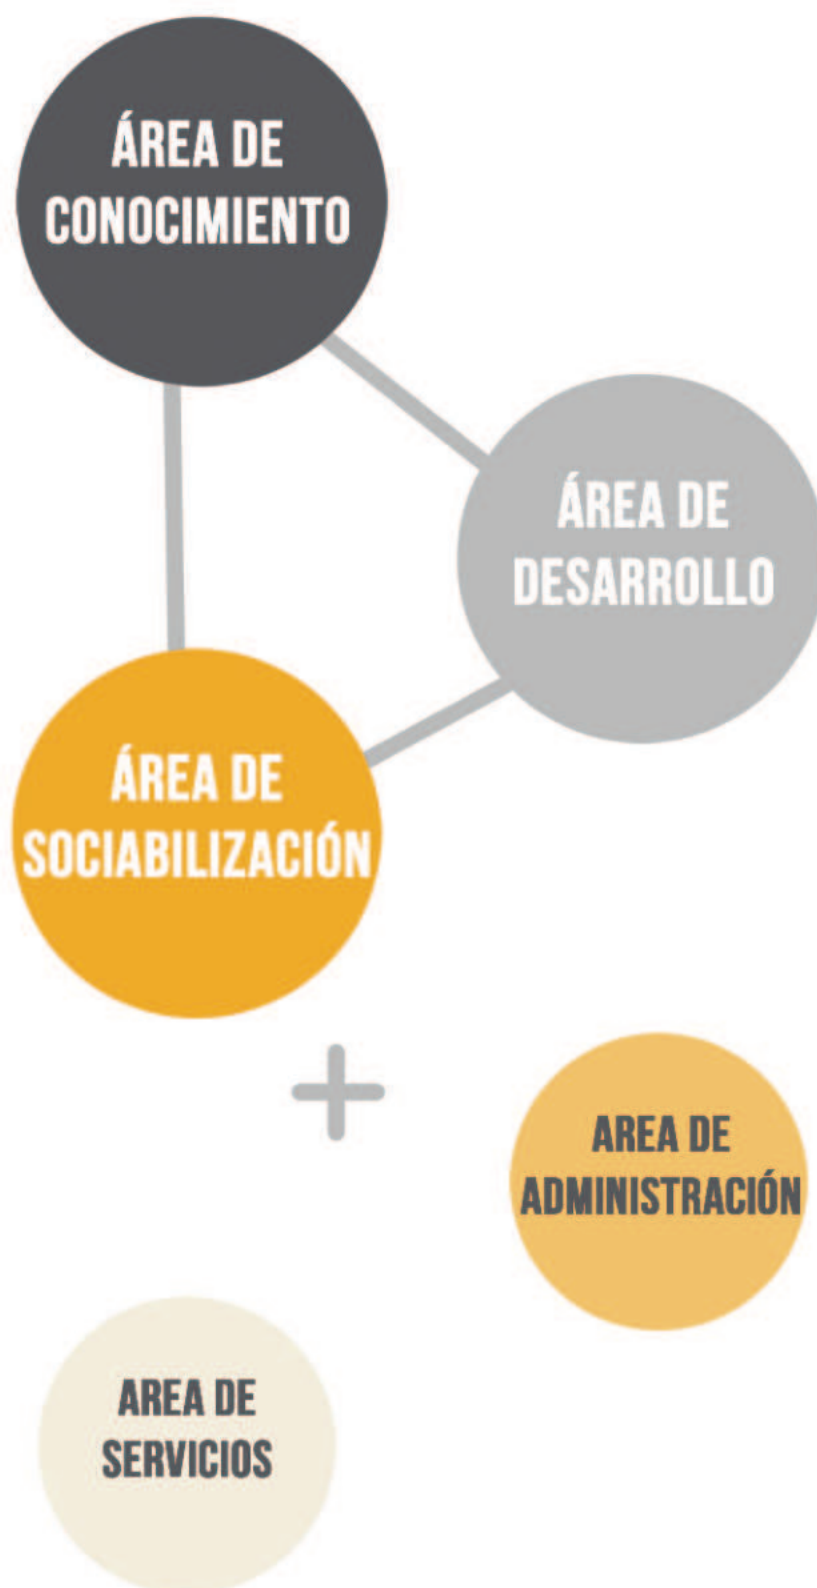 ÁREA DE
CONOCIMIENTO
ÁREA DE
DESARROLLO
ÁREA DE
SOCIABILIZACIÓN
+
AREA DE
ADMINISTRACIÓN
AREA DE
SERVICIOS